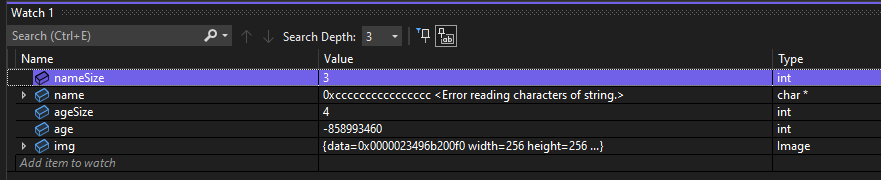 Watch 1
Search (Ctrl+E) Search Depth: 3
Name Value Type
nameSize 3 int
name 0xcccccccccccccccc <Error reading characters of string.> char *
ageSize 4 int
age -858993460 int
img {data=0x0000023496b200f0 width=256 height=256 ...} Image
Add item to watch